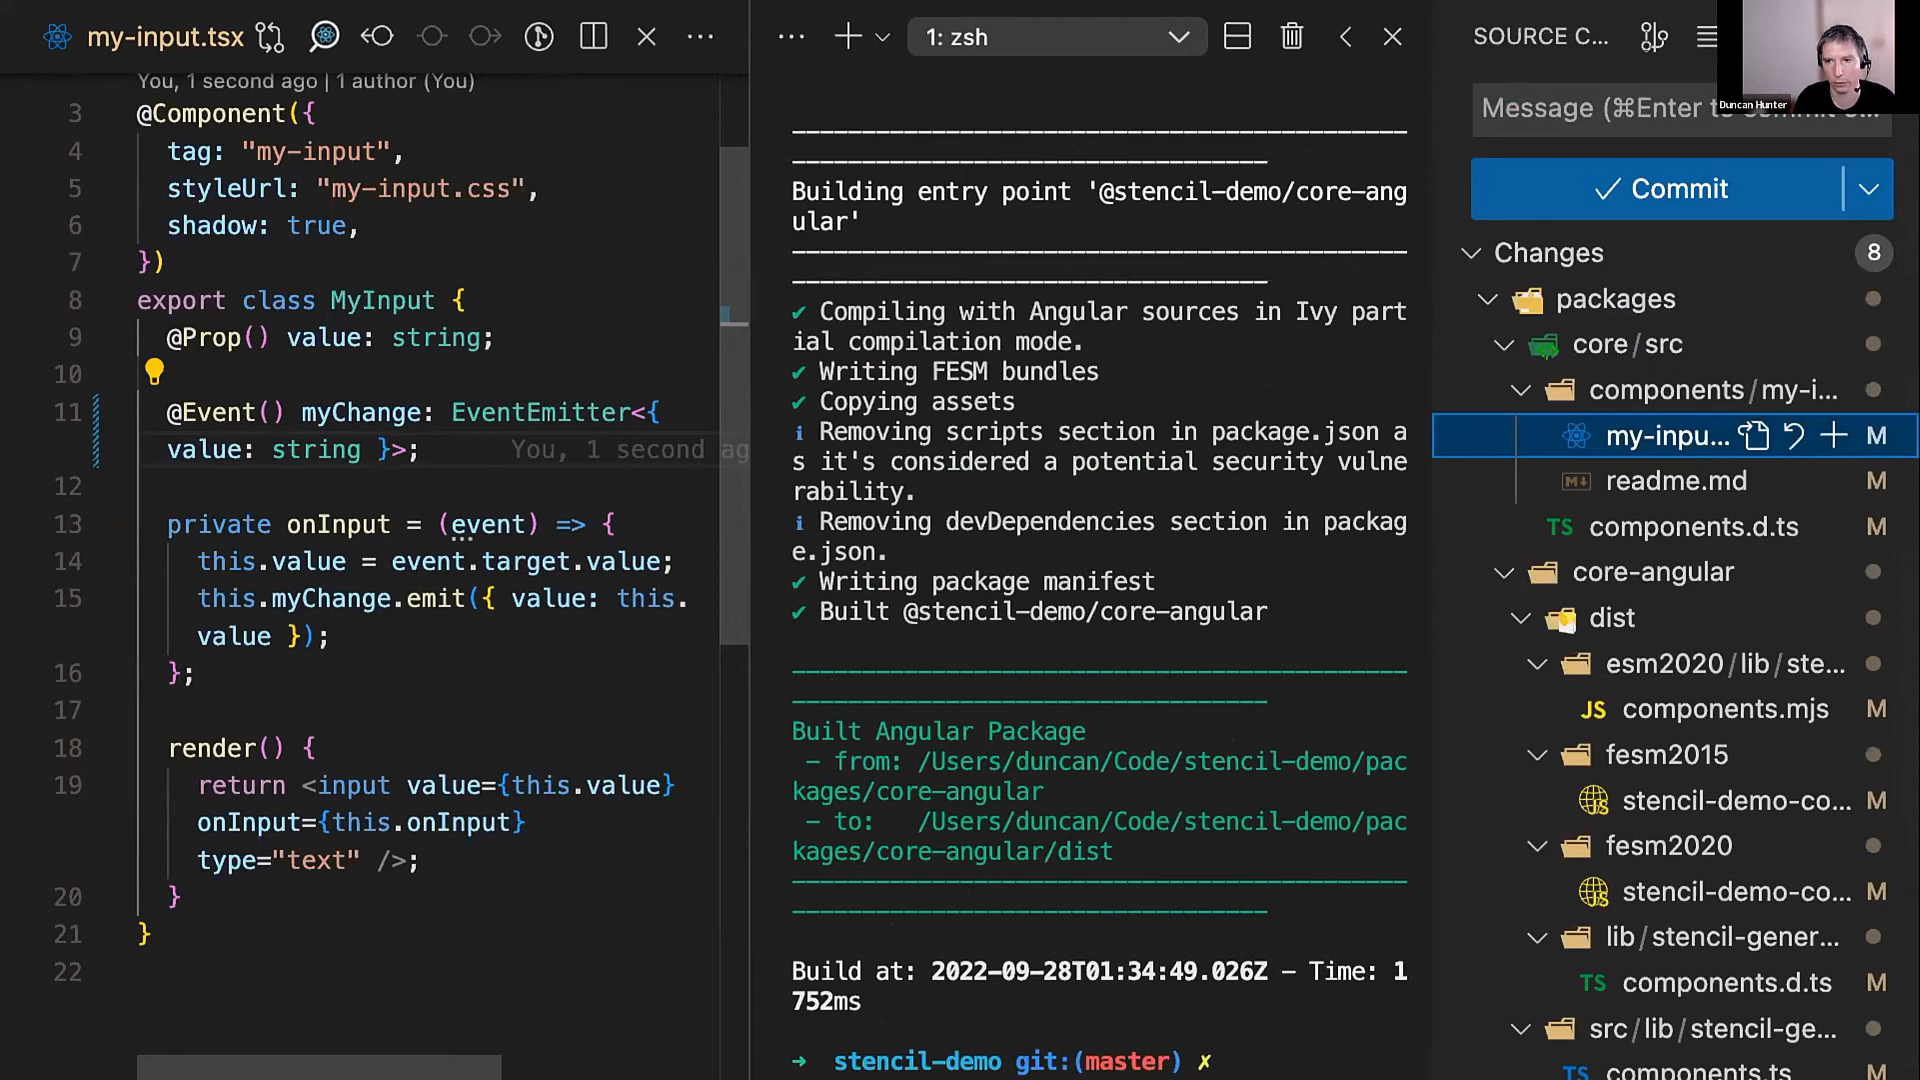 my-input.tsx
You, 1 second ago | 1 author (You)
3 @Component({
4 tag: "my-input",
5 styleUrl: "my-input.css",
6 shadow: true,
7 })
8 export class MyInput {
9 @Prop() value: string;
10
11 @Event() myChange: EventEmitter<{
value: string }>; You, 1 second ag
12
13 private onInput = (event) => {
14 this.value = event.target.value;
15 this.myChange.emit({ value: this.
value });
16 };
17
18 render() {
19 return <input value={this.value}
onInput={this.onInput}
type="text" />;
20 }
21 }
22
1: zsh
Building entry point '@stencil-demo/core-ang
ular'
✔ Compiling with Angular sources in Ivy part
ial compilation mode.
✔ Writing FESM bundles
✔ Copying assets
ℹ Removing scripts section in package.json a
s it's considered a potential security vulne
rability.
ℹ Removing devDependencies section in packag
e.json.
✔ Writing package manifest
✔ Built @stencil-demo/core-angular
Built Angular Package
- from: /Users/duncan/Code/stencil-demo/pac
kages/core-angular
- to: /Users/duncan/Code/stencil-demo/pac
kages/core-angular/dist
Build at: 2022-09-28T01:34:49.026Z - Time: 1
752ms
➜ stencil-demo git:(master) ✗
SOURCE C...
Duncan Hunter
Message (⌘Enter to commit o...
Commit
Changes 8
packages
core/src
components/my-i...
my-inpu... M
readme.md M
TS components.d.ts M
core-angular
dist
esm2020/lib/ste...
JS components.mjs M
fesm2015
stencil-demo-co... M
fesm2020
stencil-demo-co... M
lib/stencil-gener...
TS components.d.ts M
src/lib/stencil-ge...
TS components.ts M